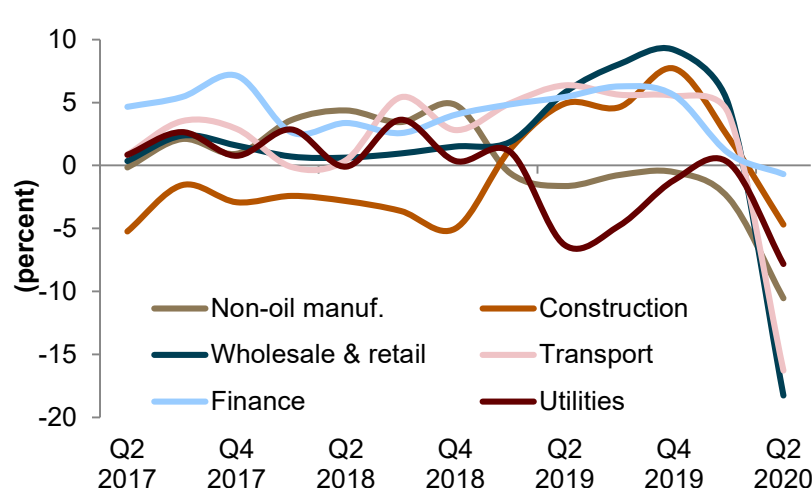 10
5
0
-5
-10
-15
-20
(percent)
Non-oil manuf.
Construction
Wholesale & retail
Transport
Finance
Utilities
Q2 Q4 Q2 Q4 Q2 Q4 Q2
2017 2017 2018 2018 2019 2019 2020